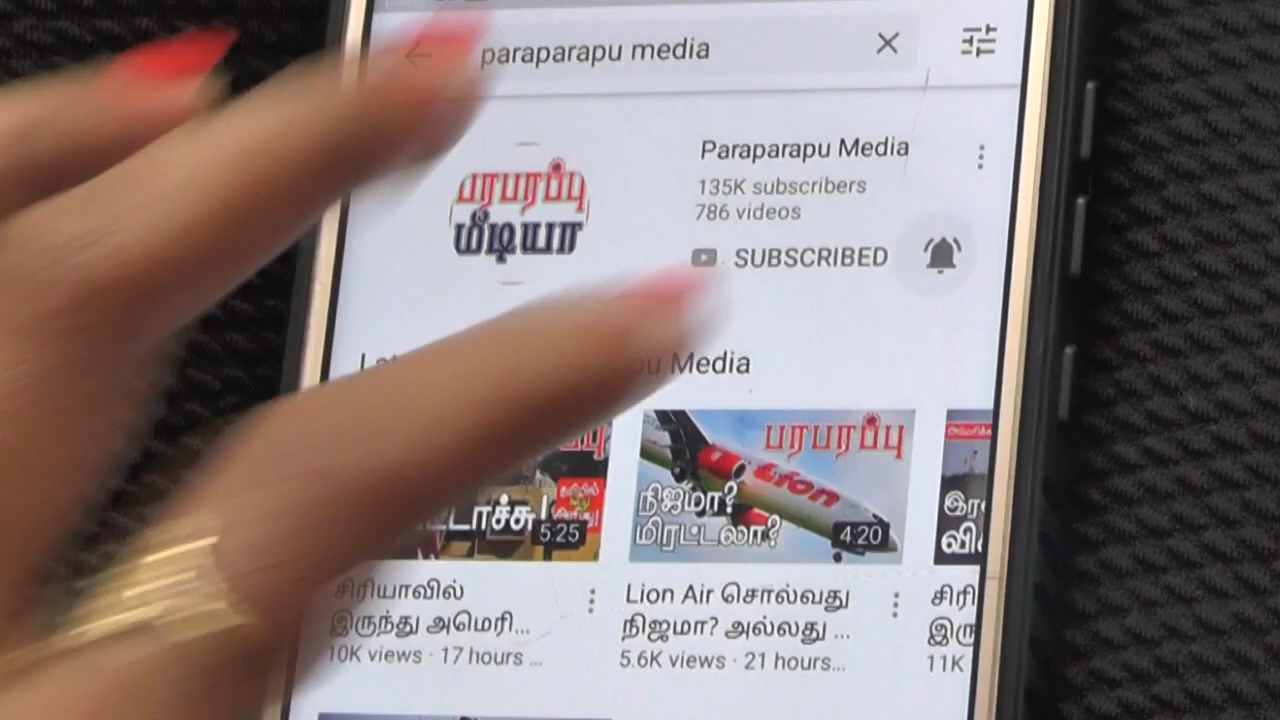 paraparapu media
Paraparapu Media
135K subscribers
786 videos
SUBSCRIBED
பரபரப்பு
மீடியா
Media
பரபரப்பு
Lion
நிஜமா?
மிரட்டலா?
4:20
5:25
சிரியாவில்
இருந்து அமெரி...
10K views · 17 hours ...
Lion Air சொல்வது
நிஜமா? அல்லது ...
5.6K views · 21 hours...
சிரி
இரு
11K